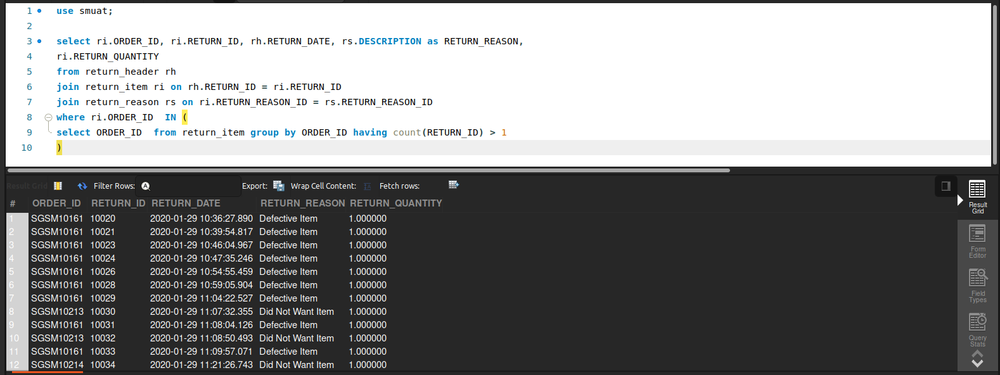 1 use smuat;
2
3 select ri.ORDER_ID, ri.RETURN_ID, rh.RETURN_DATE, rs.DESCRIPTION as RETURN_REASON,
4 ri.RETURN_QUANTITY
5 from return_header rh
6 join return_item ri on rh.RETURN_ID = ri.RETURN_ID
7 join return_reason rs on ri.RETURN_REASON_ID = rs.RETURN_REASON_ID
8 where ri.ORDER_ID  IN (
9 select ORDER_ID  from return_item group by ORDER_ID having count(RETURN_ID) > 1
10 )
Result Grid Filter Rows: A Export: Wrap Cell Content: IA Fetch rows:
# ORDER_ID RETURN_ID RETURN_DATE RETURN_REASON RETURN_QUANTITY
1 SGSM10161 10020 2020-01-29 10:36:27.890 Defective Item 1.000000
2 SGSM10161 10021 2020-01-29 10:39:54.817 Defective Item 1.000000
3 SGSM10161 10023 2020-01-29 10:46:04.967 Defective Item 1.000000
4 SGSM10161 10024 2020-01-29 10:47:35.246 Defective Item 1.000000
5 SGSM10161 10026 2020-01-29 10:54:55.459 Defective Item 1.000000
6 SGSM10161 10028 2020-01-29 10:59:05.904 Defective Item 1.000000
7 SGSM10161 10029 2020-01-29 11:04:22.527 Defective Item 1.000000
8 SGSM10213 10030 2020-01-29 11:07:32.355 Did Not Want Item 1.000000
9 SGSM10161 10031 2020-01-29 11:08:04.126 Defective Item 1.000000
10 SGSM10213 10032 2020-01-29 11:08:50.493 Did Not Want Item 1.000000
11 SGSM10161 10033 2020-01-29 11:09:57.071 Defective Item 1.000000
12 SGSM10214 10034 2020-01-29 11:21:26.743 Did Not Want Item 1.000000
Result
Grid
Form
Editor
Field
Types
Query
Stats